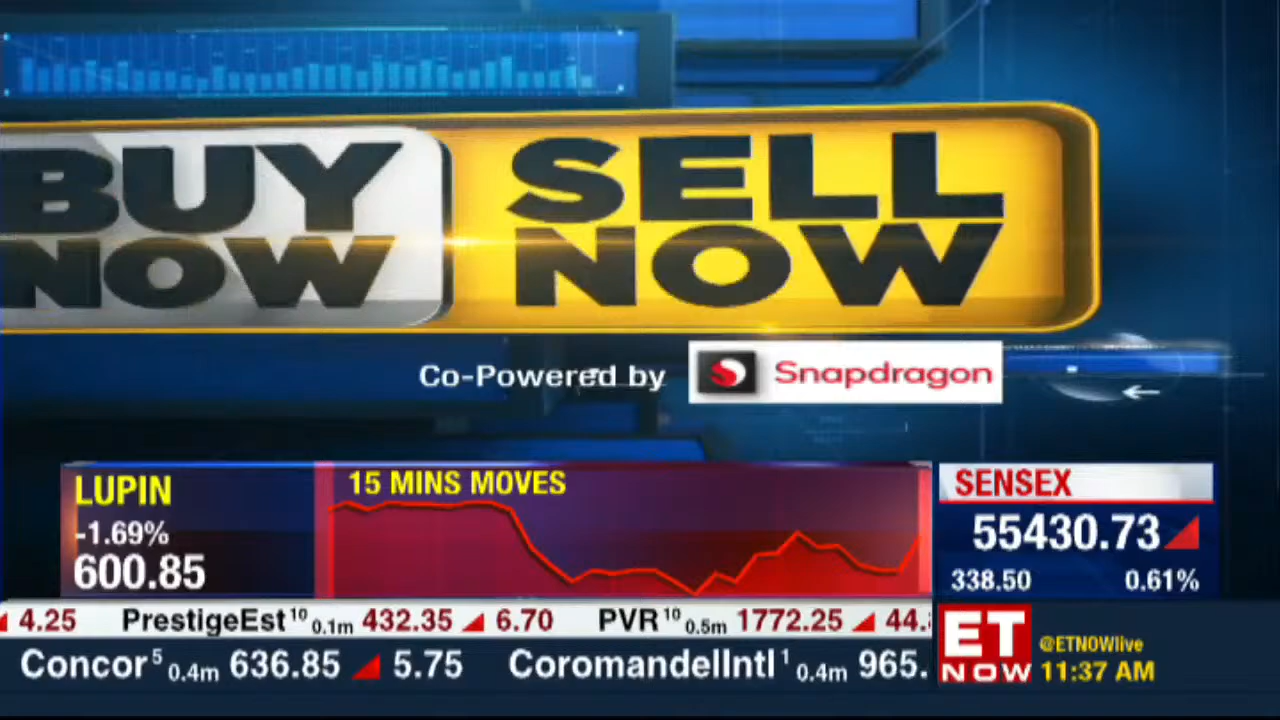 BUY NOW
SELL NOW
Co-Powered by Snapdragon
LUPIN
-1.69%
600.85
15 MINS MOVES
SENSEX
55430.73
338.50 0.61%
4.25 PrestigeEst 10 0.1m 432.35 6.70 PVR 10 0.5m 1772.25 44.
Concor 5 0.4m 636.85 5.75 CoromandelIntl 1 0.4m 965.
ET NOW
@ETNOWlive
11:37 AM